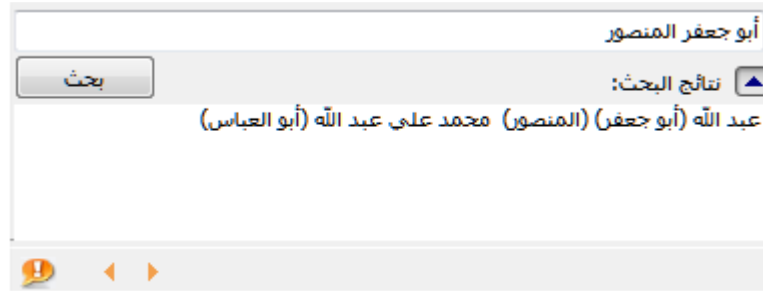 أبو جعفر المنصور
بحث
نتائج البحث:
عبد الله (أبو جعفر) (المنصور) محمد علي عبد الله (أبو العباس)